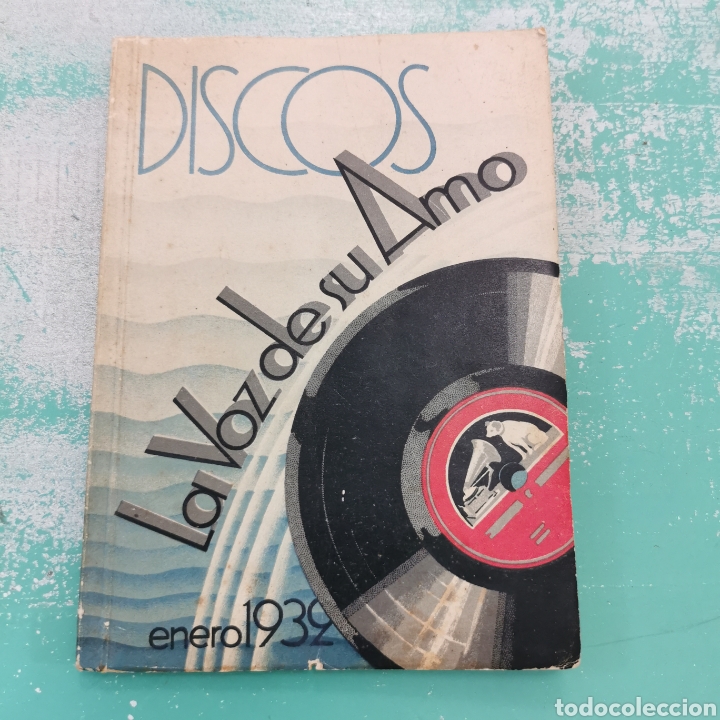 DISCOS
La Voz de su Amo
enero 1932
todocoleccion